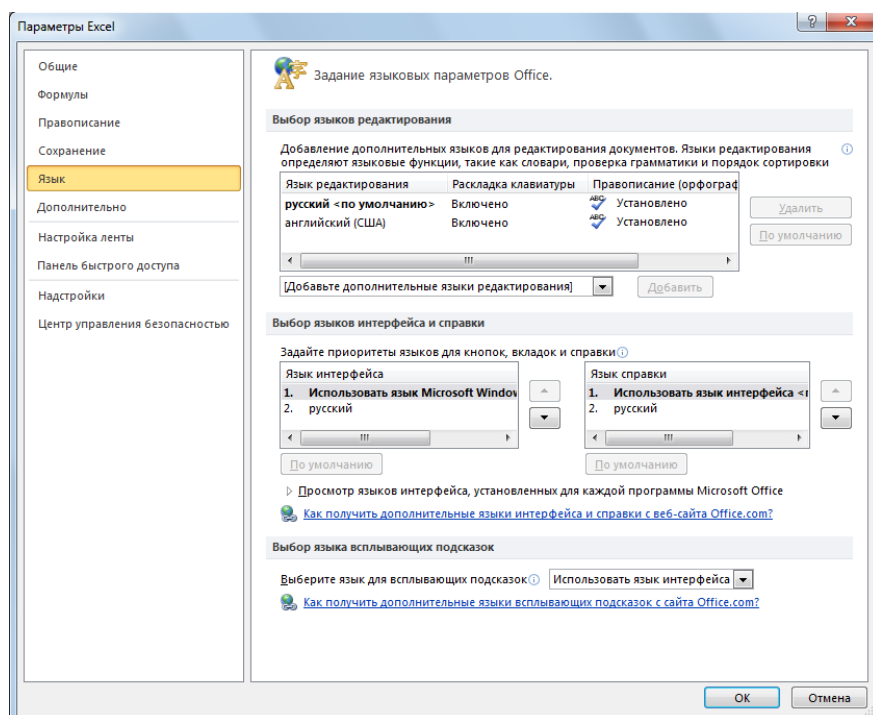 Параметры Excel
Общие
Формулы
Правописание
Сохранение
Язык
Дополнительно
Настройка ленты
Панель быстрого доступа
Надстройки
Центр управления безопасностью
Задание языковых параметров Office.
Выбор языков редактирования
Добавление дополнительных языков для редактирования документов. Языки редактирования
определяют языковые функции, такие как словари, проверка грамматики и порядок сортировки
Язык редактирования Раскладка клавиатуры Правописание (орфограф
русский <по умолчанию> Включено ABC Установлено
английский (США) Включено ABC Установлено
Удалить
По умолчанию
[Добавьте дополнительные языки редактирования] Добавить
Выбор языков интерфейса и справки
Задайте приоритеты языков для кнопок, вкладок и справки
Язык интерфейса
1. Использовать язык Microsoft Window
2. русский
По умолчанию
Язык справки
1. Использовать язык интерфейса <г
2. русский
По умолчанию
Просмотр языков интерфейса, установленных для каждой программы Microsoft Office
Как получить дополнительные языки интерфейса и справки с веб-сайта Office.com?
Выбор языка всплывающих подсказок
Выберите язык для всплывающих подсказок Использовать язык интерфейса
Как получить дополнительные языки всплывающих подсказок с сайта Office.com?
ОК Отмена